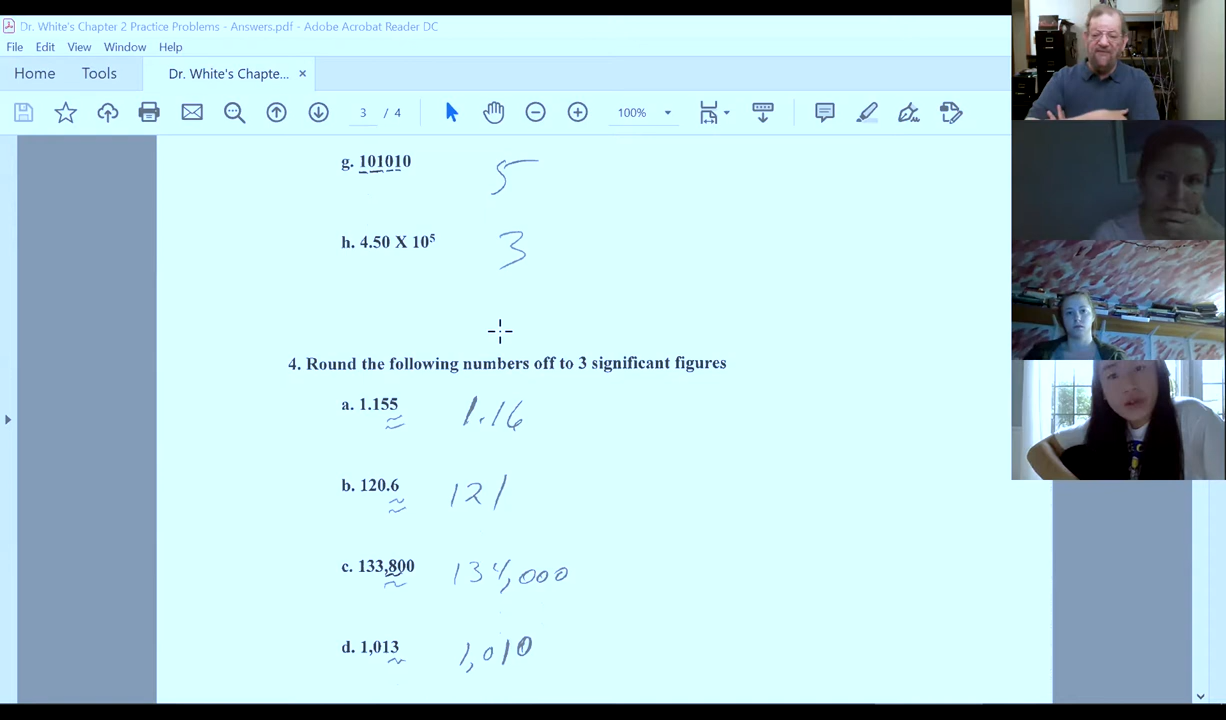 Dr. White's Chapter 2 Practice Problems - Answers.pdf - Adobe Acrobat Reader DC
File Edit View Window Help
Home Tools Dr. White's Chapte... ×
3 / 4 100%
g. 101010 5
h. 4.50 X 10⁵ 3
4. Round the following numbers off to 3 significant figures
a. 1.155 1.16
b. 120.6 121
c. 133,800 134,000
d. 1,013 1,010